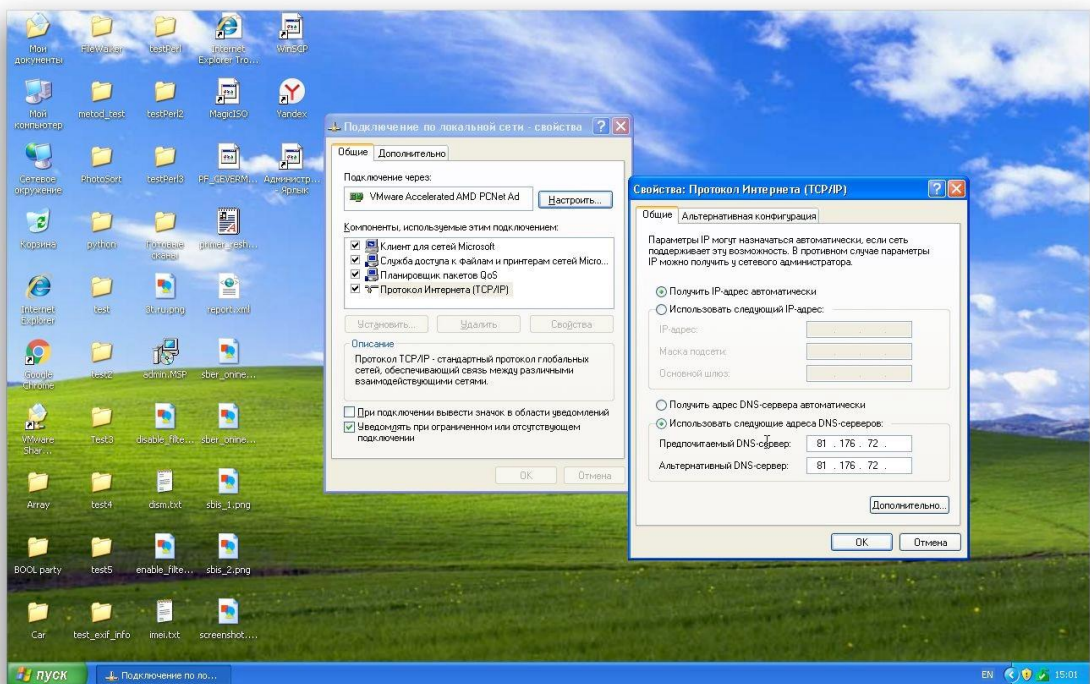 Мои
документы
FileWalker
testPerl
Internet
Explorer Tro...
WinSCP
Мой
компьютер
metod_test
testPerl2
MagicISO
Yandex
Сетевое
окружение
PhotoSort
testPerl3
PF_CEVERM...
Администр...
- Ярлык
Корзина
python
Готовые
сканы
primer_resh...
Internet
Explorer
test
3t.ru.png
report.xml
Google
Chrome
test2
admin.MSP
sber_onine...
VMware
Shar...
Test3
disable_filte...
sber_onine...
Array
test4
dism.txt
sbis_1.png
BOOL party
test5
enable_filte...
sbis_2.png
Car
test_exif_info
imei.txt
screenshot....
Подключение по локальной сети - свойства
Общие
Дополнительно
Подключение через:
VMware Accelerated AMD PCNet Ad
Настроить...
Компоненты, используемые этим подключением:
Клиент для сетей Microsoft
Служба доступа к файлам и принтерам сетей Micro...
Планировщик пакетов QoS
Протокол Интернета (TCP/IP)
Установить...
Удалить
Свойства
Описание
Протокол TCP/IP - стандартный протокол глобальных
сетей, обеспечивающий связь между различными
взаимодействующими сетями.
При подключении вывести значок в области уведомлений
Уведомлять при ограниченном или отсутствующем
подключении
OK
Отмена
Свойства: Протокол Интернета (TCP/IP)
Общие
Альтернативная конфигурация
Параметры IP могут назначаться автоматически, если сеть
поддерживает эту возможность. В противном случае параметры
IP можно получить у сетевого администратора.
Получить IP-адрес автоматически
Использовать следующий IP-адрес:
IP-адрес:
Маска подсети:
Основной шлюз:
Получить адрес DNS-сервера автоматически
Использовать следующие адреса DNS-серверов:
Предпочитаемый DNS-сервер: 81 . 176 . 72 .
Альтернативный DNS-сервер: 81 . 176 . 72 .
Дополнительно...
OK
Отмена
пуск
Подключение по ло...
EN
15:01